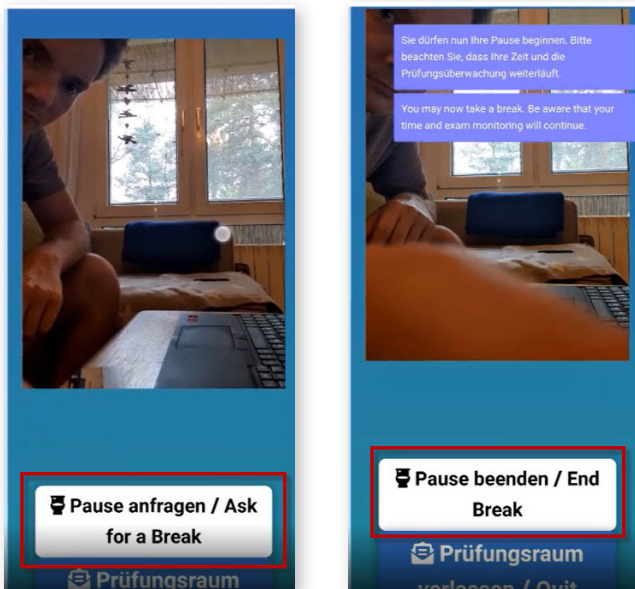 Pause anfragen / Ask
for a Break
Prüfungsraum
Sie dürfen nun Ihre Pause beginnen. Bitte
beachten Sie, dass Ihre Zeit und die
Prüfungsüberwachung weiterläuft.
You may now take a break. Be aware that your
time and exam monitoring will continue.
Pause beenden / End
Break
Prüfungsraum
verlassen / Quit